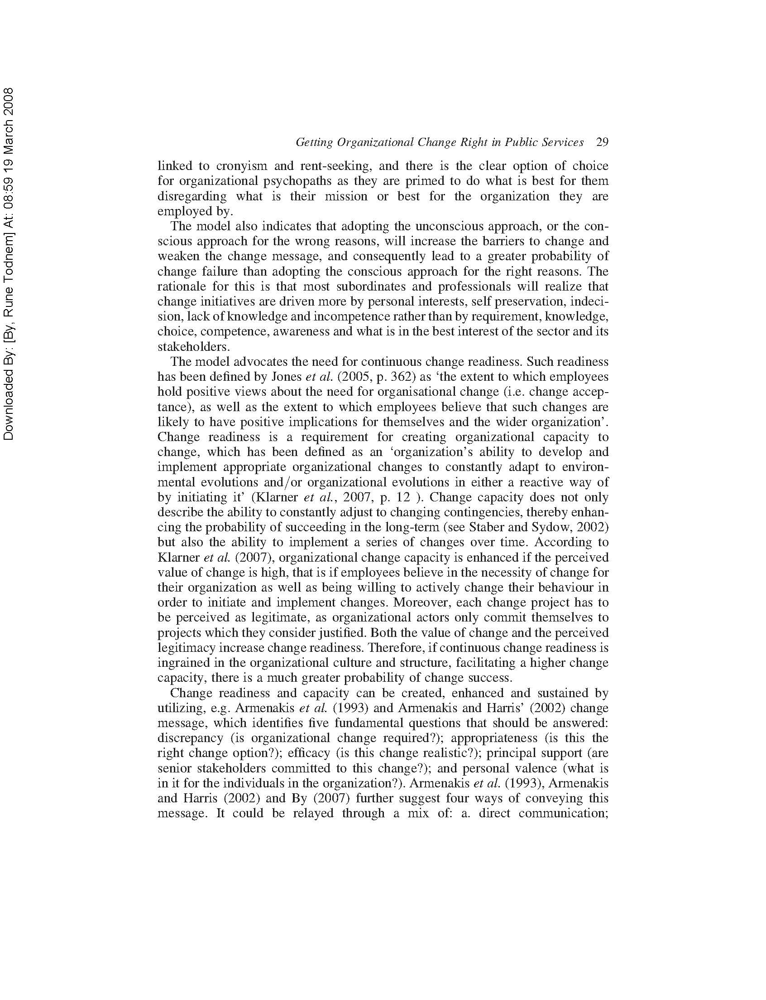 Downloaded By: [By, Rune Todnem] At: 08:59 19 March 2008
Getting Organizational Change Right in Public Services 29
linked to cronyism and rent-seeking, and there is the clear option of choice
for organizational psychopaths as they are primed to do what is best for them
disregarding what is their mission or best for the organization they are
employed by.
The model also indicates that adopting the unconscious approach, or the con-
scious approach for the wrong reasons, will increase the barriers to change and
weaken the change message, and consequently lead to a greater probability of
change failure than adopting the conscious approach for the right reasons. The
rationale for this is that most subordinates and professionals will realize that
change initiatives are driven more by personal interests, self preservation, indeci-
sion, lack of knowledge and incompetence rather than by requirement, knowledge,
choice, competence, awareness and what is in the best interest of the sector and its
stakeholders.
The model advocates the need for continuous change readiness. Such readiness
has been defined by Jones et al. (2005, p. 362) as ‘the extent to which employees
hold positive views about the need for organisational change (i.e. change accep-
tance), as well as the extent to which employees believe that such changes are
likely to have positive implications for themselves and the wider organization’.
Change readiness is a requirement for creating organizational capacity to
change, which has been defined as an ‘organization’s ability to develop and
implement appropriate organizational changes to constantly adapt to environ-
mental evolutions and/or organizational evolutions in either a reactive way of
by initiating it’ (Klarner et al., 2007, p. 12 ). Change capacity does not only
describe the ability to constantly adjust to changing contingencies, thereby enhan-
cing the probability of succeeding in the long-term (see Staber and Sydow, 2002)
but also the ability to implement a series of changes over time. According to
Klarner et al. (2007), organizational change capacity is enhanced if the perceived
value of change is high, that is if employees believe in the necessity of change for
their organization as well as being willing to actively change their behaviour in
order to initiate and implement changes. Moreover, each change project has to
be perceived as legitimate, as organizational actors only commit themselves to
projects which they consider justified. Both the value of change and the perceived
legitimacy increase change readiness. Therefore, if continuous change readiness is
ingrained in the organizational culture and structure, facilitating a higher change
capacity, there is a much greater probability of change success.
Change readiness and capacity can be created, enhanced and sustained by
utilizing, e.g. Armenakis et al. (1993) and Armenakis and Harris’ (2002) change
message, which identifies five fundamental questions that should be answered:
discrepancy (is organizational change required?); appropriateness (is this the
right change option?); efficacy (is this change realistic?); principal support (are
senior stakeholders committed to this change?); and personal valence (what is
in it for the individuals in the organization?). Armenakis et al. (1993), Armenakis
and Harris (2002) and By (2007) further suggest four ways of conveying this
message. It could be relayed through a mix of: a. direct communication;